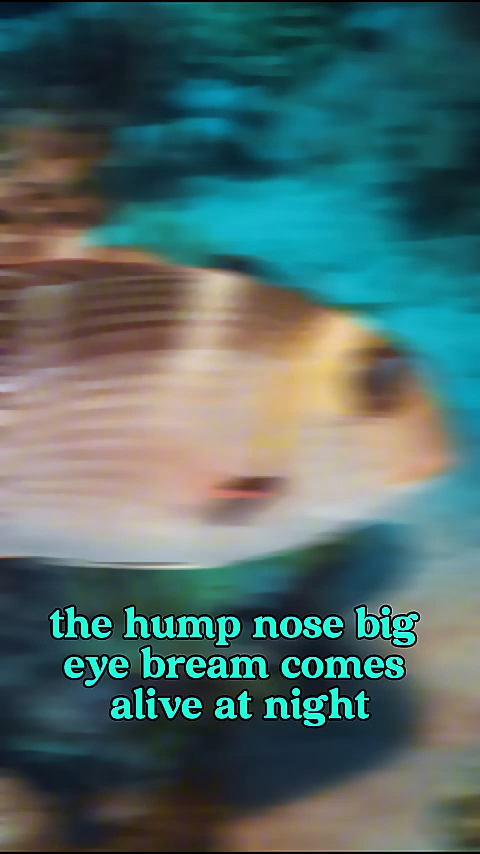 the hump nose big
eye bream comes
alive at night